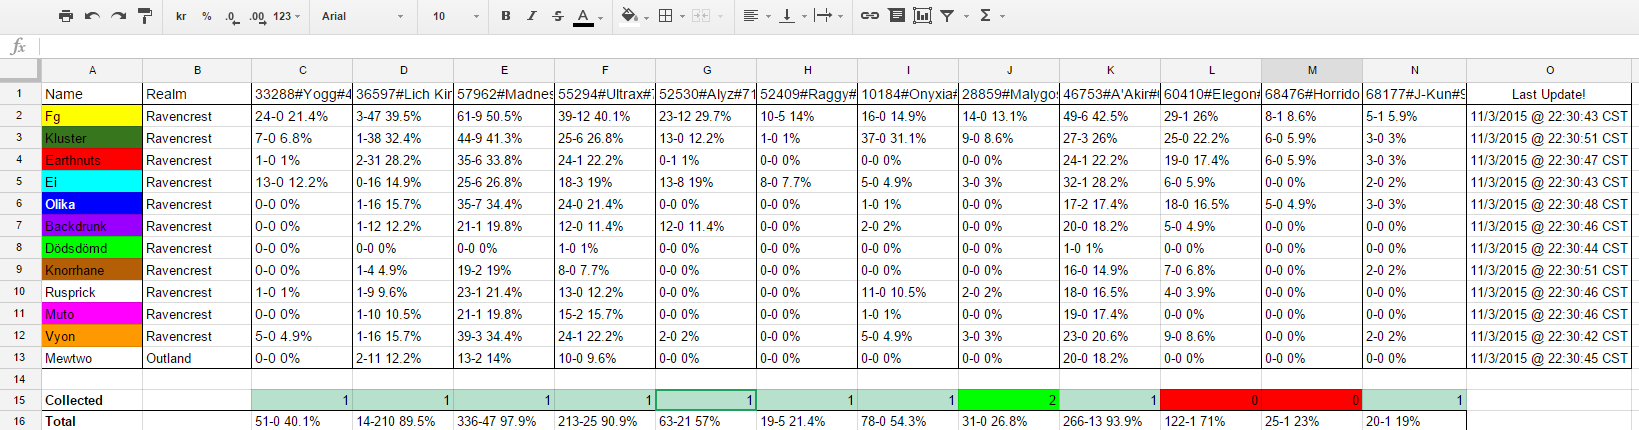 kr % .0 .00 123 Arial 10 B I S A Σ
fx
A B C D E F G H I J K L M N O
1 Name Realm 33288#Yogg#4 36597#Lich Kin 57962#Madnes 55294#Ultrax#7 52530#Alyz#71 52409#Raggy# 10184#Onyxia# 28859#Malygo 46753#A'Akir# 60410#Elegon# 68476#Horrido 68177#J-Kun#9 Last Update!
2 Fg Ravencrest 24-0 21.4% 3-47 39.5% 61-9 50.5% 39-12 40.1% 23-12 29.7% 10-5 14% 16-0 14.9% 14-0 13.1% 49-6 42.5% 29-1 26% 8-1 8.6% 5-1 5.9% 11/3/2015 @ 22:30:43 CST
3 Kluster Ravencrest 7-0 6.8% 1-38 32.4% 44-9 41.3% 25-6 26.8% 13-0 12.2% 1-0 1% 37-0 31.1% 9-0 8.6% 27-3 26% 25-0 22.2% 6-0 5.9% 3-0 3% 11/3/2015 @ 22:30:51 CST
4 Earthnuts Ravencrest 1-0 1% 2-31 28.2% 35-6 33.8% 24-1 22.2% 0-1 1% 0-0 0% 0-0 0% 0-0 0% 24-1 22.2% 19-0 17.4% 6-0 5.9% 3-0 3% 11/3/2015 @ 22:30:47 CST
5 Ei Ravencrest 13-0 12.2% 0-16 14.9% 25-6 26.8% 18-3 19% 13-8 19% 8-0 7.7% 5-0 4.9% 3-0 3% 32-1 28.2% 6-0 5.9% 0-0 0% 2-0 2% 11/3/2015 @ 22:30:43 CST
6 Olika Ravencrest 0-0 0% 1-16 15.7% 35-7 34.4% 24-0 21.4% 0-0 0% 0-0 0% 1-0 1% 0-0 0% 17-2 17.4% 18-0 16.5% 5-0 4.9% 3-0 3% 11/3/2015 @ 22:30:48 CST
7 Backdrunk Ravencrest 0-0 0% 1-12 12.2% 21-1 19.8% 12-0 11.4% 12-0 11.4% 0-0 0% 2-0 2% 0-0 0% 20-0 18.2% 5-0 4.9% 0-0 0% 0-0 0% 11/3/2015 @ 22:30:46 CST
8 Dödsdömd Ravencrest 0-0 0% 0-0 0% 0-0 0% 1-0 1% 0-0 0% 0-0 0% 0-0 0% 0-0 0% 1-0 1% 0-0 0% 0-0 0% 0-0 0% 11/3/2015 @ 22:30:44 CST
9 Knorrhane Ravencrest 0-0 0% 1-4 4.9% 19-2 19% 8-0 7.7% 0-0 0% 0-0 0% 0-0 0% 0-0 0% 16-0 14.9% 7-0 6.8% 0-0 0% 2-0 2% 11/3/2015 @ 22:30:51 CST
10 Rusprick Ravencrest 1-0 1% 1-9 9.6% 23-1 21.4% 13-0 12.2% 0-0 0% 0-0 0% 11-0 10.5% 2-0 2% 18-0 16.5% 4-0 3.9% 0-0 0% 0-0 0% 11/3/2015 @ 22:30:46 CST
11 Muto Ravencrest 0-0 0% 1-10 10.5% 21-1 19.8% 15-2 15.7% 0-0 0% 0-0 0% 1-0 1% 0-0 0% 19-0 17.4% 0-0 0% 0-0 0% 0-0 0% 11/3/2015 @ 22:30:46 CST
12 Vyon Ravencrest 5-0 4.9% 1-16 15.7% 39-3 34.4% 24-1 22.2% 2-0 2% 0-0 0% 5-0 4.9% 3-0 3% 23-0 20.6% 9-0 8.6% 0-0 0% 2-0 2% 11/3/2015 @ 22:30:42 CST
13 Mewtwo Outland 0-0 0% 2-11 12.2% 13-2 14% 10-0 9.6% 0-0 0% 0-0 0% 0-0 0% 0-0 0% 20-0 18.2% 0-0 0% 0-0 0% 0-0 0% 11/3/2015 @ 22:30:45 CST
14
15 Collected 1 1 1 1 1 1 1 2 1 0 0 1
16 Total 51-0 40.1% 14-210 89.5% 336-47 97.9% 213-25 90.9% 63-21 57% 19-5 21.4% 78-0 54.3% 31-0 26.8% 266-13 93.9% 122-1 71% 25-1 23% 20-1 19%